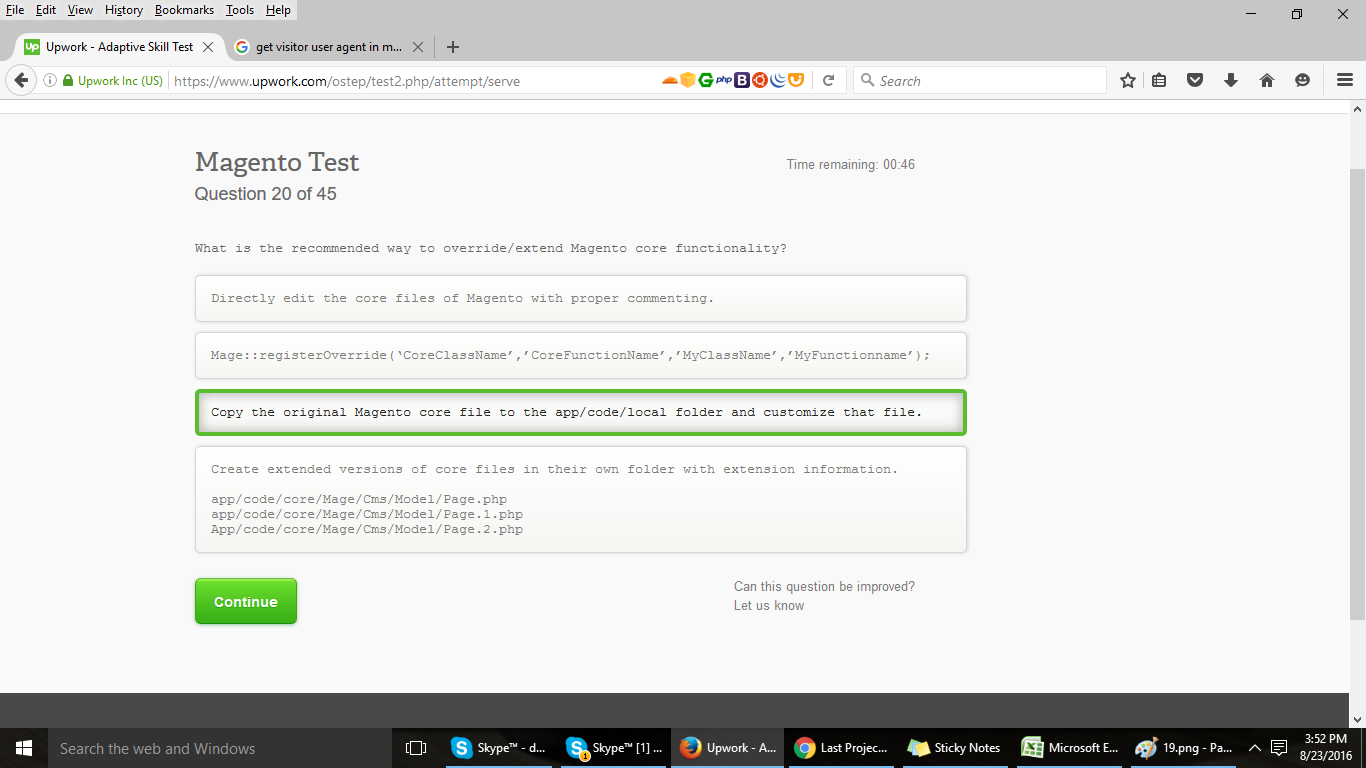 File Edit View History Bookmarks Tools Help
Up Upwork - Adaptive Skill Test
get visitor user agent in m...
Upwork Inc (US)
https://www.upwork.com/ostep/test2.php/attempt/serve
php
B
Search
Magento Test
Time remaining: 00:46
Question 20 of 45
What is the recommended way to override/extend Magento core functionality?
Directly edit the core files of Magento with proper commenting.
Mage::registerOverride(‘CoreClassName’,’CoreFunctionName’,’MyClassName’,’MyFunctionname’);
Copy the original Magento core file to the app/code/local folder and customize that file.
Create extended versions of core files in their own folder with extension information.
app/code/core/Mage/Cms/Model/Page.php
app/code/core/Mage/Cms/Model/Page.1.php
App/code/core/Mage/Cms/Model/Page.2.php
Continue
Can this question be improved?
Let us know
Search the web and Windows
Skype™ - d...
1
Skype™ [1] ...
Upwork - A...
Last Projec...
Sticky Notes
Microsoft E...
19.png - Pa...
3:52 PM
8/23/2016